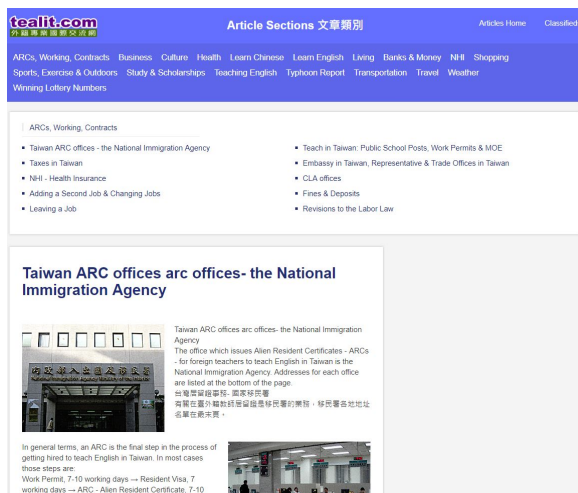 tealit.com
外籍專業國際交流網
Article Sections 文章類別
Articles Home Classified
ARCs, Working, Contracts Business Culture Health Learn Chinese Learn English Living Banks & Money NHI Shopping
Sports, Exercise & Outdoors Study & Scholarships Teaching English Typhoon Report Transportation Travel Weather
Winning Lottery Numbers
ARCs, Working, Contracts
Taiwan ARC offices - the National Immigration Agency
Taxes in Taiwan
NHI - Health Insurance
Adding a Second Job & Changing Jobs
Leaving a Job
Teach in Taiwan: Public School Posts, Work Permits & MOE
Embassy in Taiwan, Representative & Trade Offices in Taiwan
CLA offices
Fines & Deposits
Revisions to the Labor Law
Taiwan ARC offices arc offices- the National
Immigration Agency
內政部入出國及移民署
Taiwan ARC offices arc offices- the National Immigration
Agency
The office which issues Alien Resident Certificates - ARCs
- for foreign teachers to teach English in Taiwan is the
National Immigration Agency. Addresses for each office
are listed at the bottom of the page.
台灣居留證事務- 國家移民署
有關在臺外籍教師居留證是移民署的業務，移民署各地地址
名單在最末頁。
In general terms, an ARC is the final step in the process of
getting hired to teach English in Taiwan. In most cases
those steps are:
Work Permit, 7-10 working days → Resident Visa, 7
working days → ARC - Alien Resident Certificate, 7-10